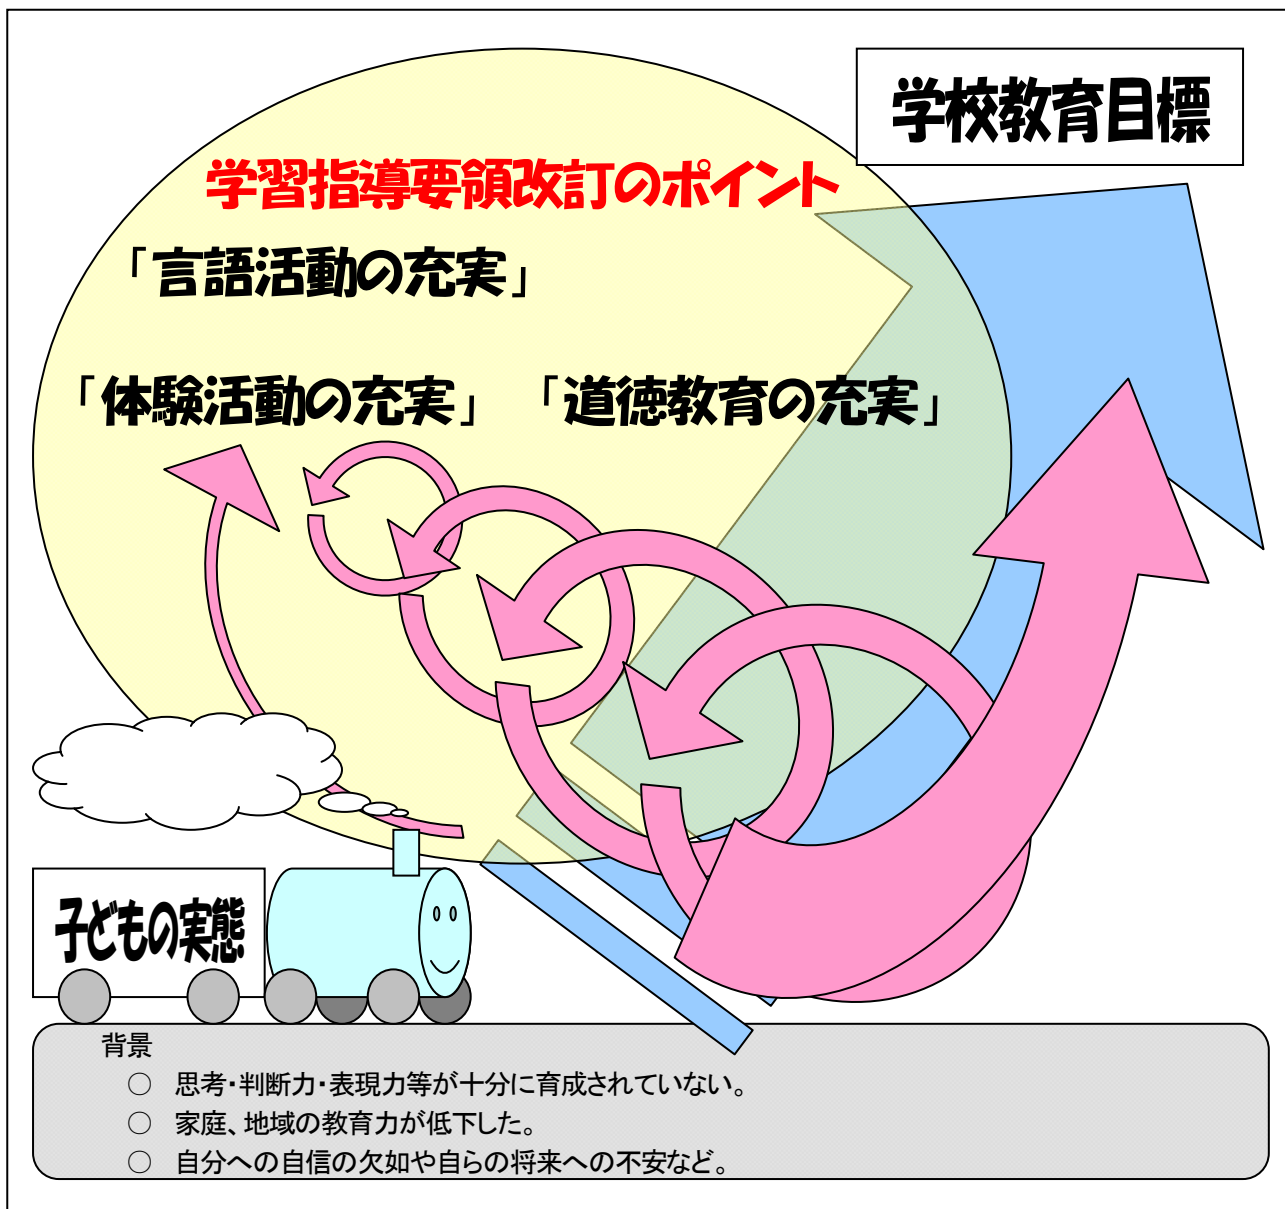 学校教育目標
学習指導要領改訂のポイント
「言語活動の充実」
「体験活動の充実」 「道徳教育の充実」
子どもの実態
背景
○ 思考・判断力・表現力等が十分に育成されていない。
○ 家庭、地域の教育力が低下した。
○ 自分への自信の欠如や自らの将来への不安など。